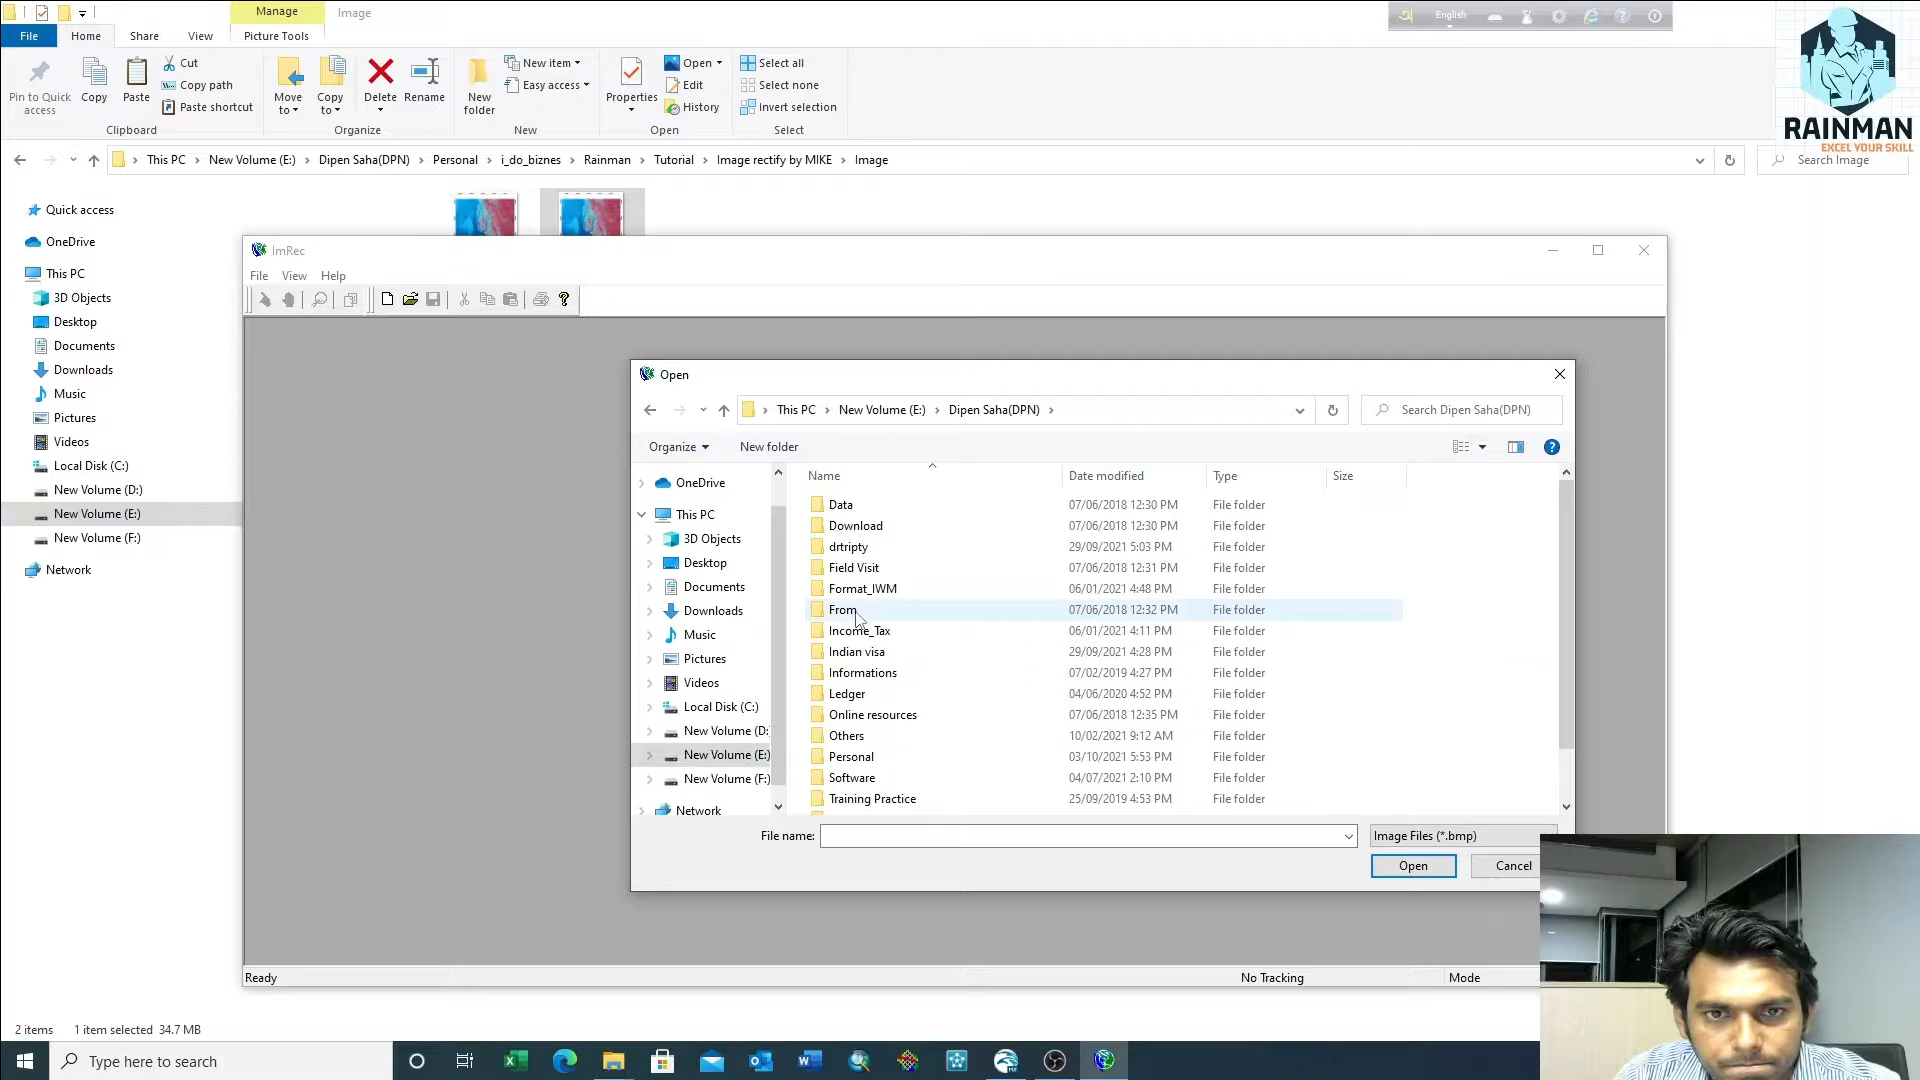 Manage
Image
English
File
Home
Share
View
Picture Tools
Pin to Quick access
Copy
Paste
Cut
Copy path
Paste shortcut
Clipboard
Move to
Copy to
Delete
Rename
Organize
New folder
New item
Easy access
New
Properties
Open
Edit
History
Open
Select all
Select none
Invert selection
Select
RAINMAN
EXCEL YOUR SKILL
This PC
New Volume (E:)
Dipen Saha(DPN)
Personal
i_do_biznes
Rainman
Tutorial
Image rectify by MIKE
Image
Search Image
Quick access
OneDrive
This PC
3D Objects
Desktop
Documents
Downloads
Music
Pictures
Videos
Local Disk (C:)
New Volume (D:)
New Volume (E:)
New Volume (F:)
Network
ImRec
File
View
Help
Open
This PC
New Volume (E:)
Dipen Saha(DPN)
Search Dipen Saha(DPN)
Organize
New folder
OneDrive
This PC
3D Objects
Desktop
Documents
Downloads
Music
Pictures
Videos
Local Disk (C:)
New Volume (D:
New Volume (E:)
New Volume (F:)
Network
Name Date modified Type Size
Data 07/06/2018 12:30 PM File folder
Download 07/06/2018 12:30 PM File folder
drtripty 29/09/2021 5:03 PM File folder
Field Visit 07/06/2018 12:31 PM File folder
Format_IWM 06/01/2021 4:48 PM File folder
From 07/06/2018 12:32 PM File folder
Income_Tax 06/01/2021 4:11 PM File folder
Indian visa 29/09/2021 4:28 PM File folder
Informations 07/02/2019 4:27 PM File folder
Ledger 04/06/2020 4:52 PM File folder
Online resources 07/06/2018 12:35 PM File folder
Others 10/02/2021 9:12 AM File folder
Personal 03/10/2021 5:53 PM File folder
Software 04/07/2021 2:10 PM File folder
Training Practice 25/09/2019 4:53 PM File folder
File name:
Image Files (*.bmp)
Open
Cancel
Ready
No Tracking
Mode
2 items
1 item selected 34.7 MB
Type here to search